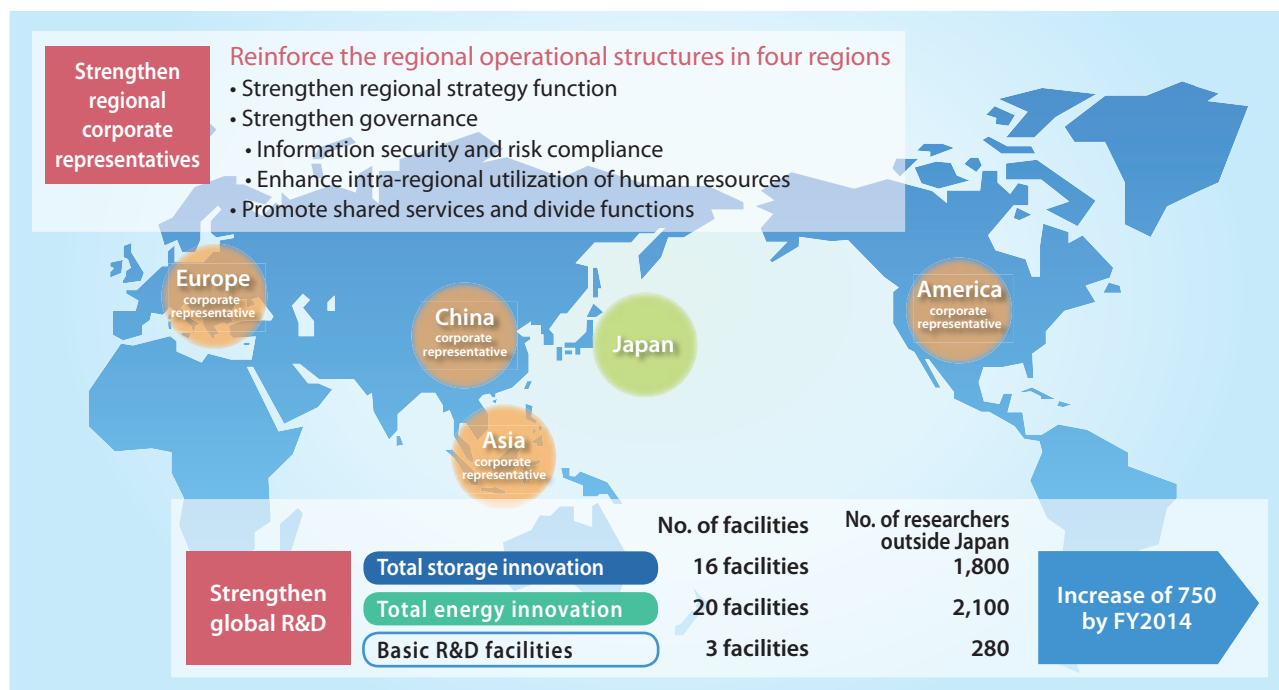 Strengthen
regional
corporate
representatives
Reinforce the regional operational structures in four regions
• Strengthen regional strategy function
• Strengthen governance
• Information security and risk compliance
• Enhance intra-regional utilization of human resources
• Promote shared services and divide functions
Europe
corporate
representative
China
corporate
representative
Japan
America
corporate
representative
Asia
corporate
representative
Strengthen
global R&D
No. of facilities
No. of researchers
outside Japan
Total storage innovation 16 facilities 1,800
Total energy innovation 20 facilities 2,100
Basic R&D facilities 3 facilities 280
Increase of 750
by FY2014